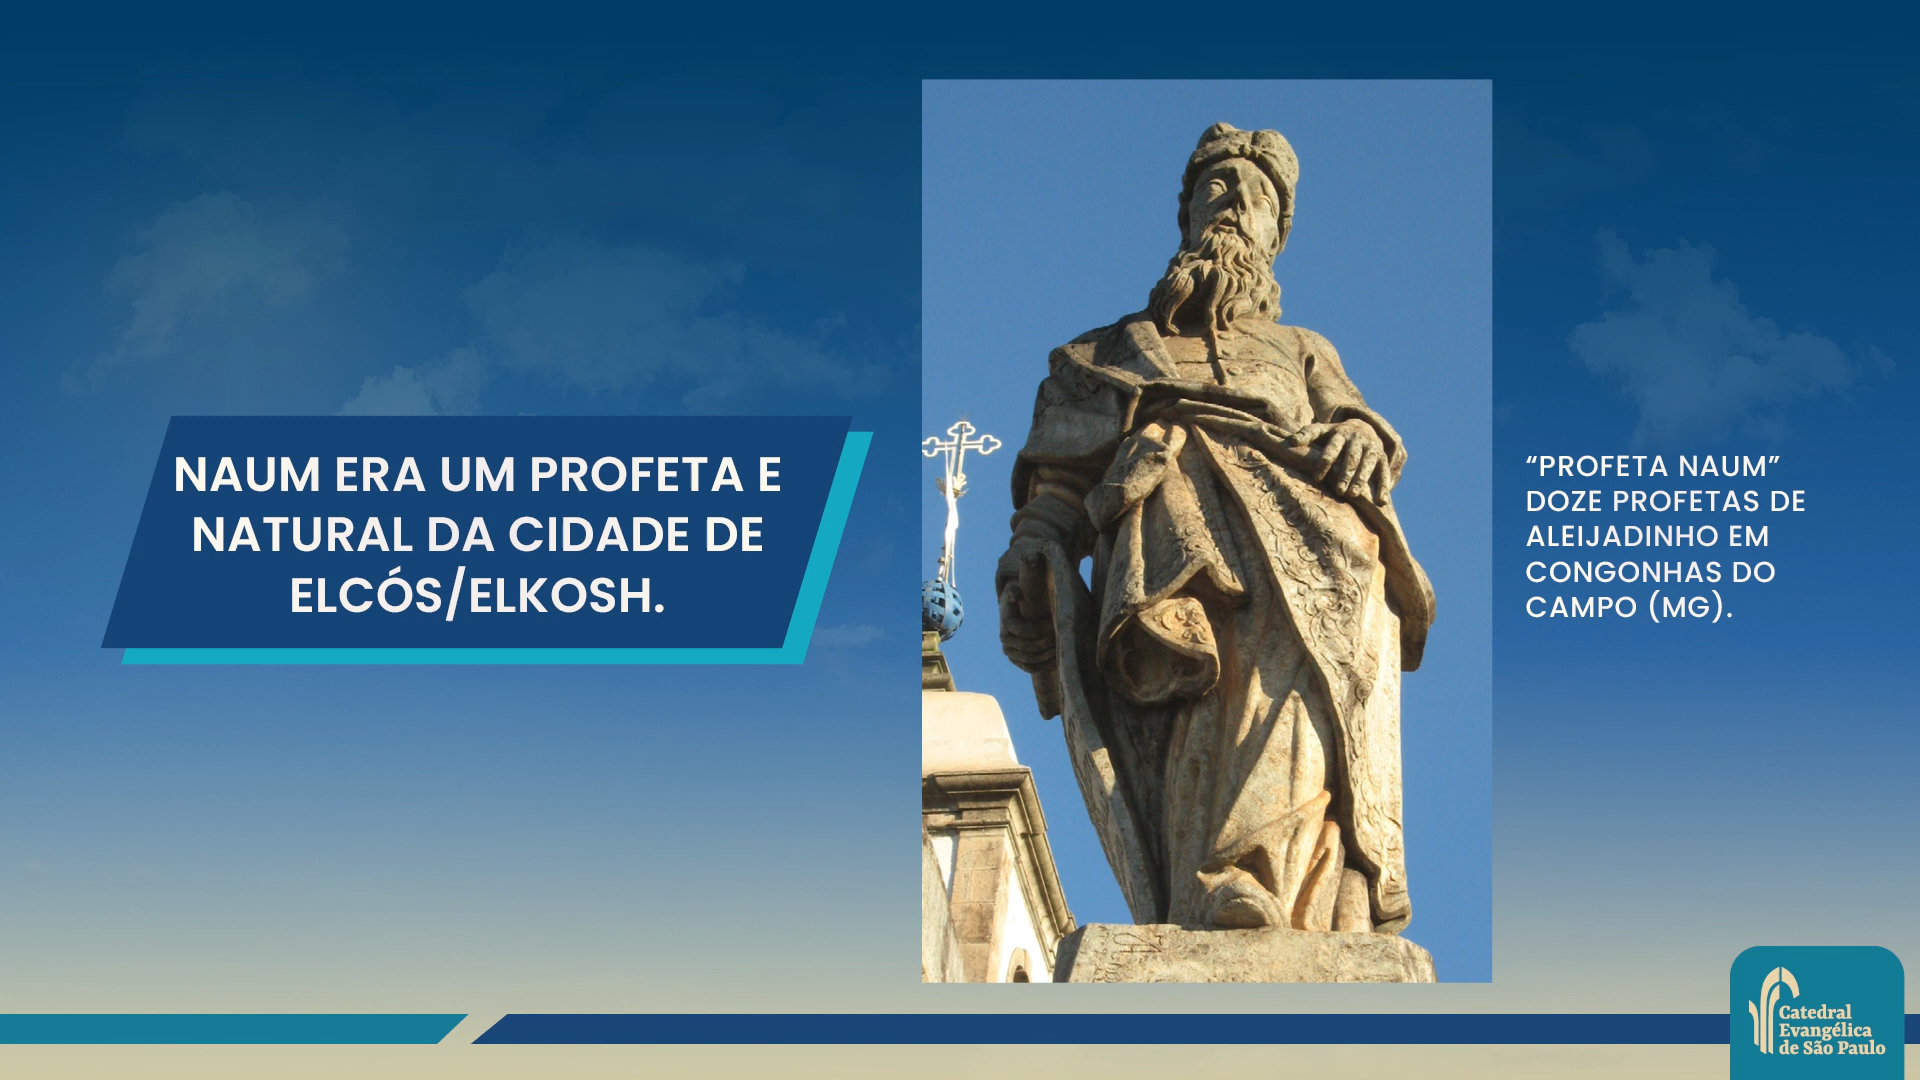 NAUM ERA UM PROFETA E
NATURAL DA CIDADE DE
ELCÓS/ELKOSH.
“PROFETA NAUM”
DOZE PROFETAS DE
ALEIJADINHO EM
CONGONHAS DO
CAMPO (MG).
Catedral
Evangélica
de São Paulo